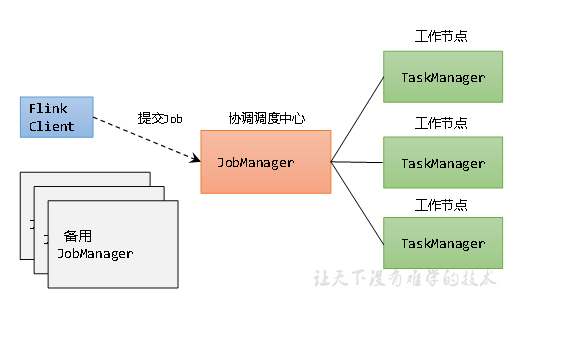 工作节点
TaskManager
Flink
Client
提交Job
协调调度中心
JobManager
工作节点
TaskManager
工作节点
TaskManager
备用
JobManager
让天下没有难学的技术